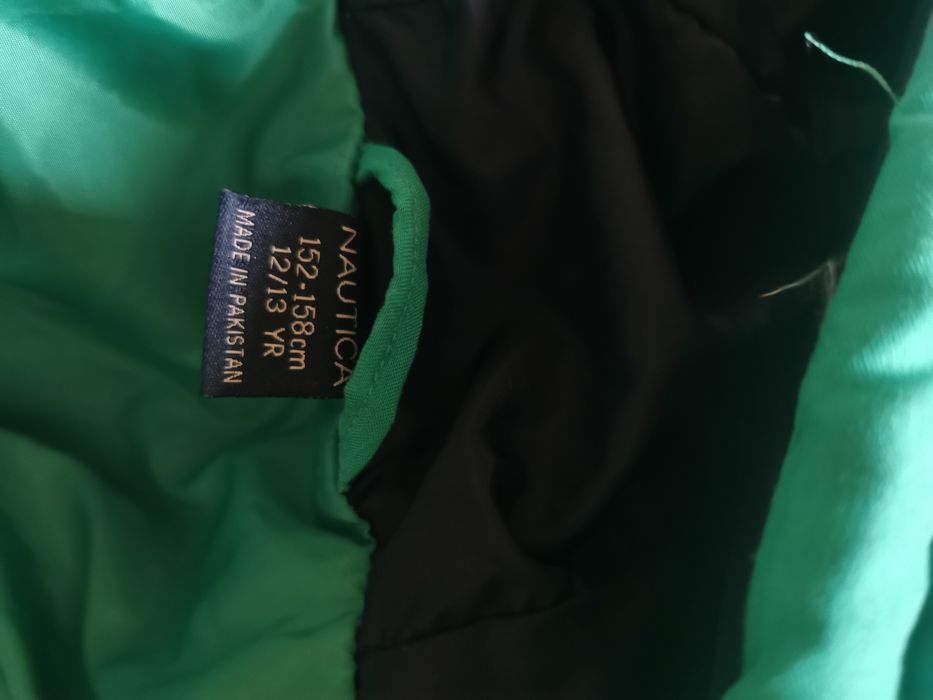 NAUTICA
152-158cm
12/13 YR
MADE IN PAKISTAN